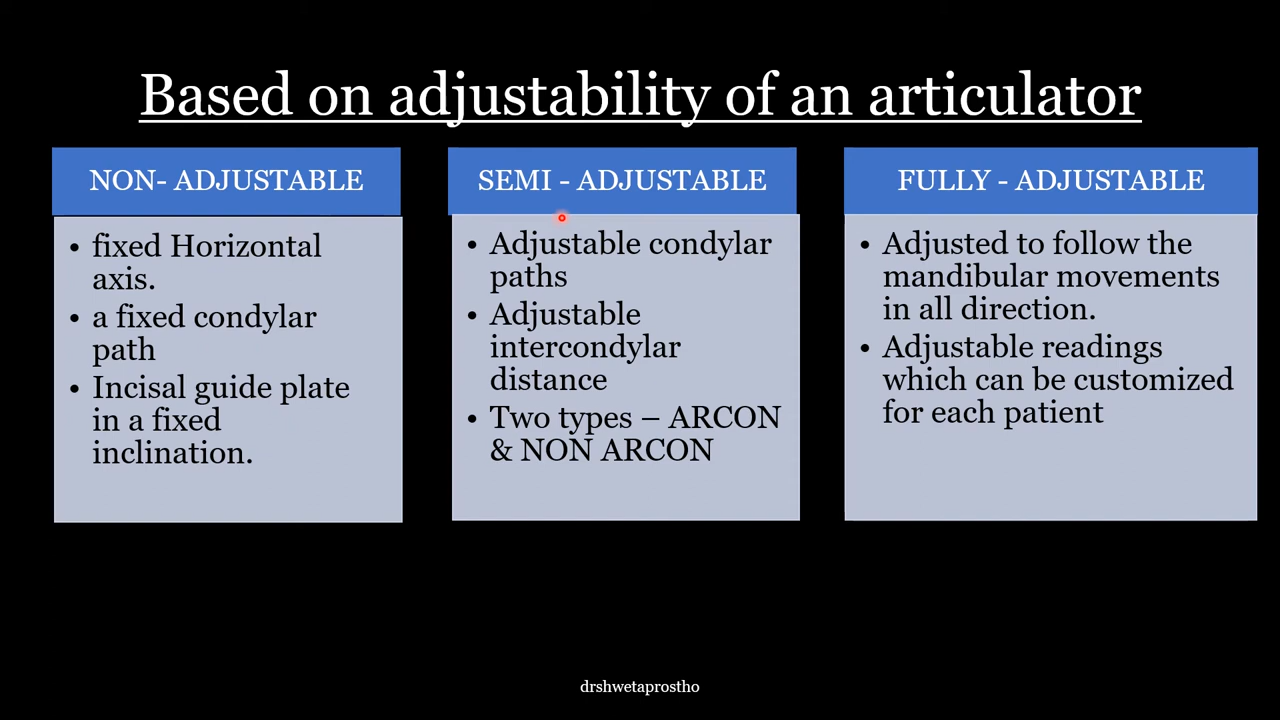 Based on adjustability of an articulator
NON- ADJUSTABLE
• fixed Horizontal
axis.
• a fixed condylar
path
• Incisal guide plate
in a fixed
inclination.
SEMI - ADJUSTABLE
• Adjustable condylar
paths
• Adjustable
intercondylar
distance
• Two types – ARCON
& NON ARCON
FULLY - ADJUSTABLE
• Adjusted to follow the
mandibular movements
in all direction.
• Adjustable readings
which can be customized
for each patient
drshwetaprostho